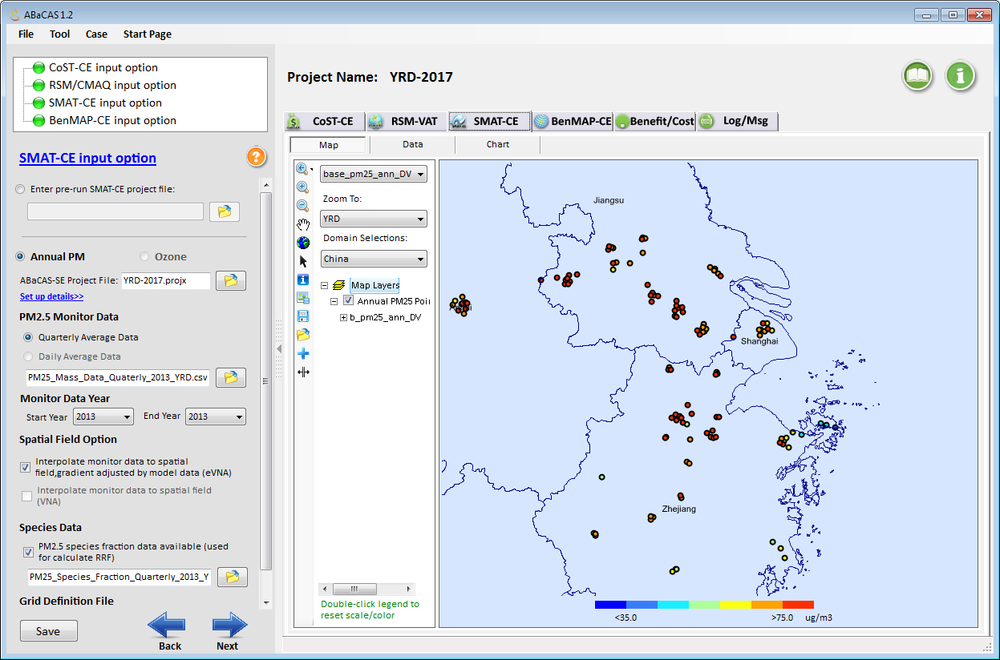 ABaCAS 1.2
File Tool Case Start Page
CoST-CE input option
RSM/CMAQ input option
SMAT-CE input option
BenMAP-CE input option
SMAT-CE input option
?
Enter pre-run SMAT-CE project file:
Annual PM Ozone
ABaCAS-SE Project File: YRD-2017.projx
Set up details>>
PM2.5 Monitor Data
Quarterly Average Data
Daily Average Data
PM25_Mass_Data_Quaterly_2013_YRD.csv
Monitor Data Year
Start Year 2013 End Year 2013
Spatial Field Option
Interpolate monitor data to spatial
field,gradient adjusted by model data (eVNA)
Interpolate monitor data to spatial field
(VNA)
Species Data
PM2.5 species fraction data available (used
for calculate RRF)
PM25_Species_Fraction_Quarterly_2013_Y
Grid Definition File
Save
Back Next
Project Name: YRD-2017
CoST-CE RSM-VAT SMAT-CE BenMAP-CE Benefit/Cost Log/Msg
Map Data Chart
base_pm25_ann_DV
Zoom To:
YRD
Domain Selections:
China
Map Layers
Annual PM25 Poi
b_pm25_ann_DV
Double-click legend to
reset scale/color
Jiangsu
Shanghai
Zhejiang
<35.0 >75.0 ug/m3